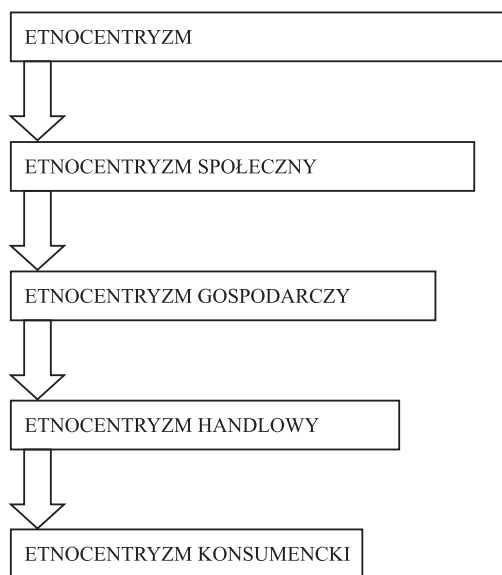 ETNOCENTRYZM
ETNOCENTRYZM SPOŁECZNY
ETNOCENTRYZM GOSPODARCZY
ETNOCENTRYZM HANDLOWY
ETNOCENTRYZM KONSUMENCKI